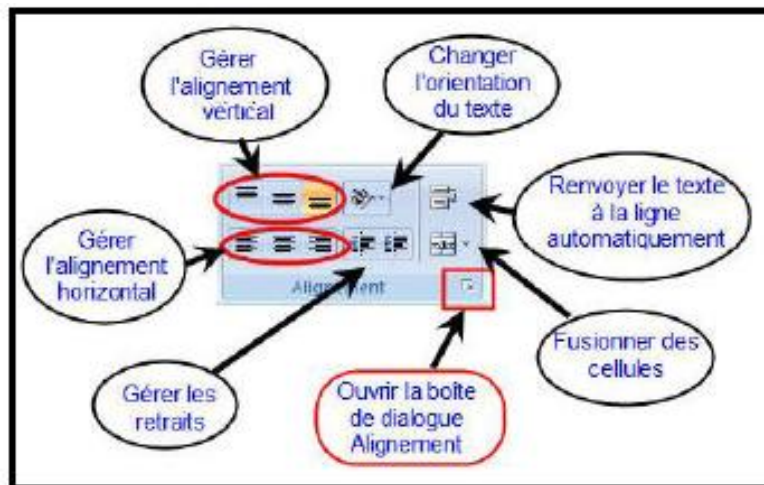 Gérer
l'alignement
vertical
Changer
l'orientation
du texte
Renvoyer le texte
à la ligne
automatiquement
Gérer
l'alignement
horizontal
Alignement
Fusionner des
cellules
Gérer les
retraits
Ouvrir la boîte
de dialogue
Alignement